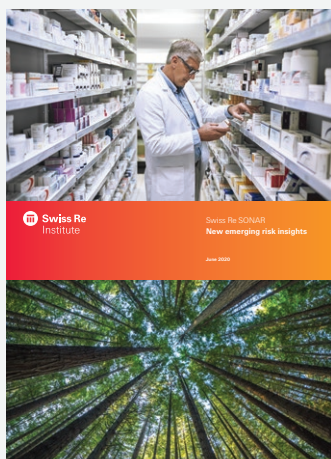 Swiss Re
Institute
Swiss Re SONAR
New emerging risk insights
June 2020